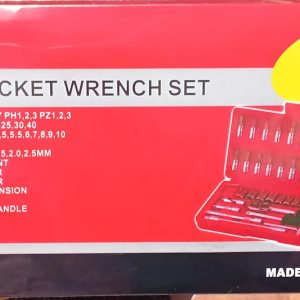 CKET WRENCH SET
PH1,2,3 PZ1,2,3
25,30,40
,5.5,6,7,8,9,10
5,2.0,2.5MM
NT
R
R
NSION
ANDLE
MADE